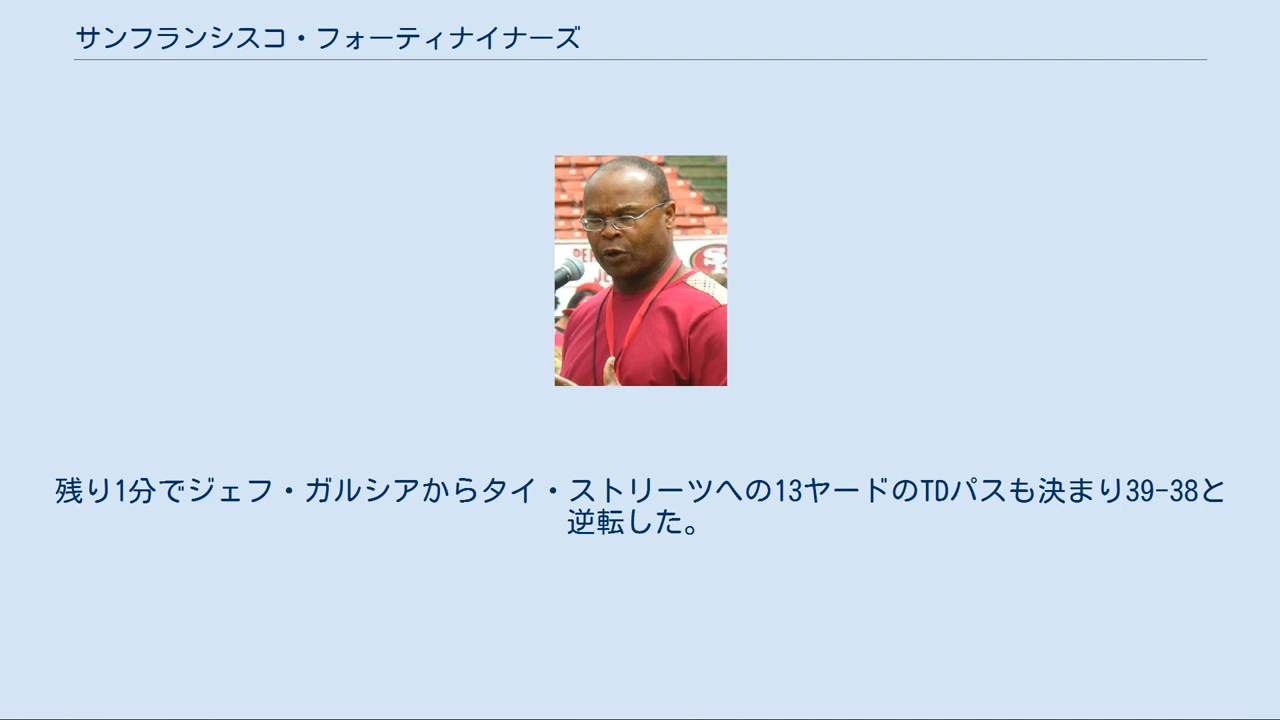 サンフランシスコ・フォーティナイナーズ
残り1分でジェフ・ガルシアからタイ・ストリーツへの13ヤードのTDパスも決まり39-38と
逆転した。